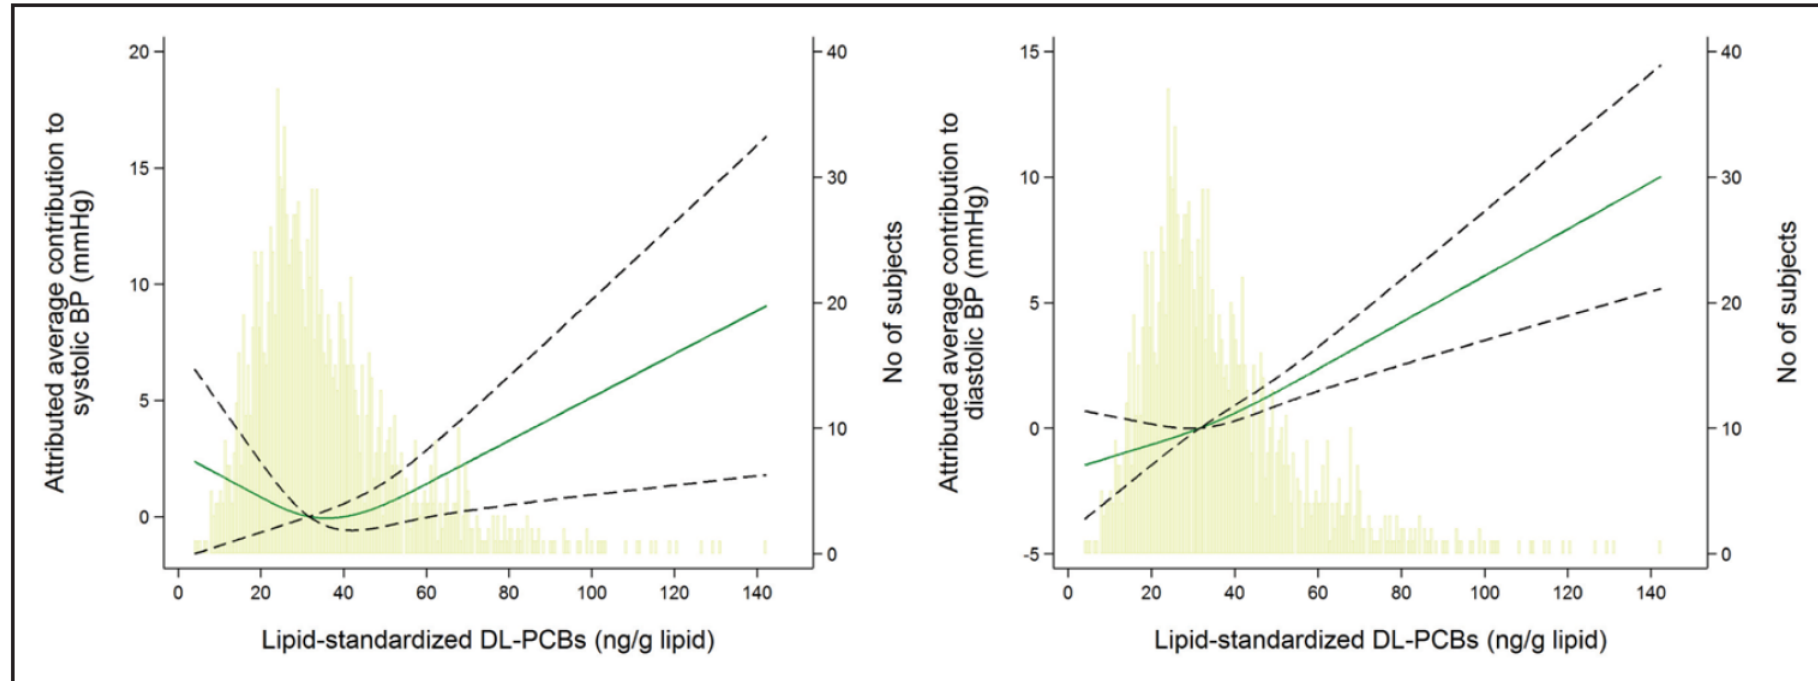 20
15
10
5
0
Attributed average contribution to
systolic BP (mmHg)
40
30
20
10
0
No of subjects
0 20 40 60 80 100 120 140
Lipid-standardized DL-PCBs (ng/g lipid)
15
10
5
0
-5
Attributed average contribution to
diastolic BP (mmHg)
40
30
20
10
0
No of subjects
0 20 40 60 80 100 120 140
Lipid-standardized DL-PCBs (ng/g lipid)